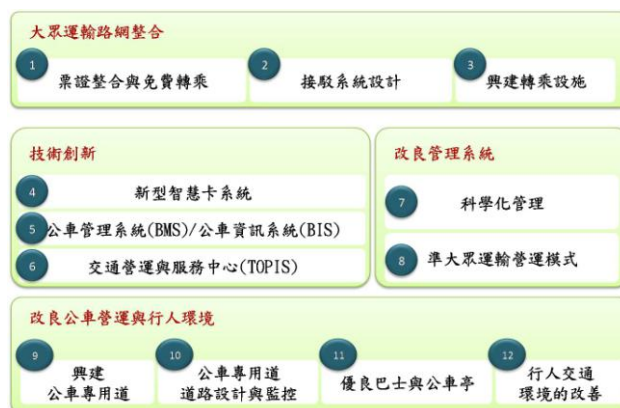 大眾運輸路網整合
1
票證整合與免費轉乘
2
接駁系統設計
3
興建轉乘設施
技術創新
4
新型智慧卡系統
5
公車管理系統(BMS)/公車資訊系統(BIS)
6
交通營運與服務中心(TOPIS)
改良管理系統
7
科學化管理
8
準大眾運輸營運模式
改良公車營運與行人環境
9
興建
公車專用道
10
公車專用道
道路設計與監控
11
優良巴士與公車亭
12
行人交通
環境的改善